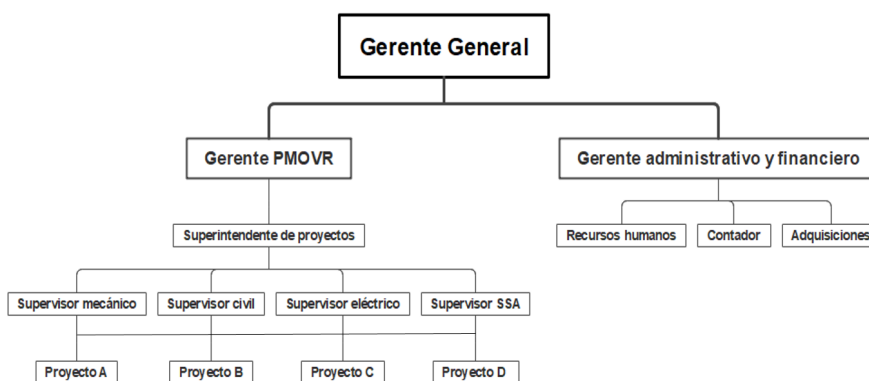 Gerente General
Gerente PMOVR
Gerente administrativo y financiero
Superintendente de proyectos
Recursos humanos
Contador
Adquisiciones
Supervisor mecánico
Supervisor civil
Supervisor eléctrico
Supervisor SSA
Proyecto A
Proyecto B
Proyecto C
Proyecto D